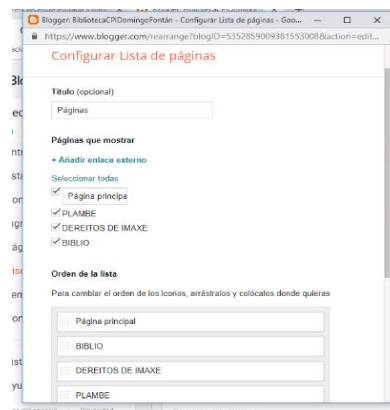 Blogger: BibliotecaCPIDomingoFontán - Configurar Lista de páginas - Goo...
https://www.blogger.com/rearrange?blogID=5352859009381553008&action=edit...
Configurar Lista de páginas
Título (opcional)
Páginas
Páginas que mostrar
+ Añadir enlace externo
Seleccionar todas
Página principa
PLAMBE
DEREITOS DE IMAXE
BIBLIO
Orden de la lista
Para cambiar el orden de los iconos, arrástralos y colócalos donde quieras
Página principal
BIBLIO
DEREITOS DE IMAXE
PLAMBE